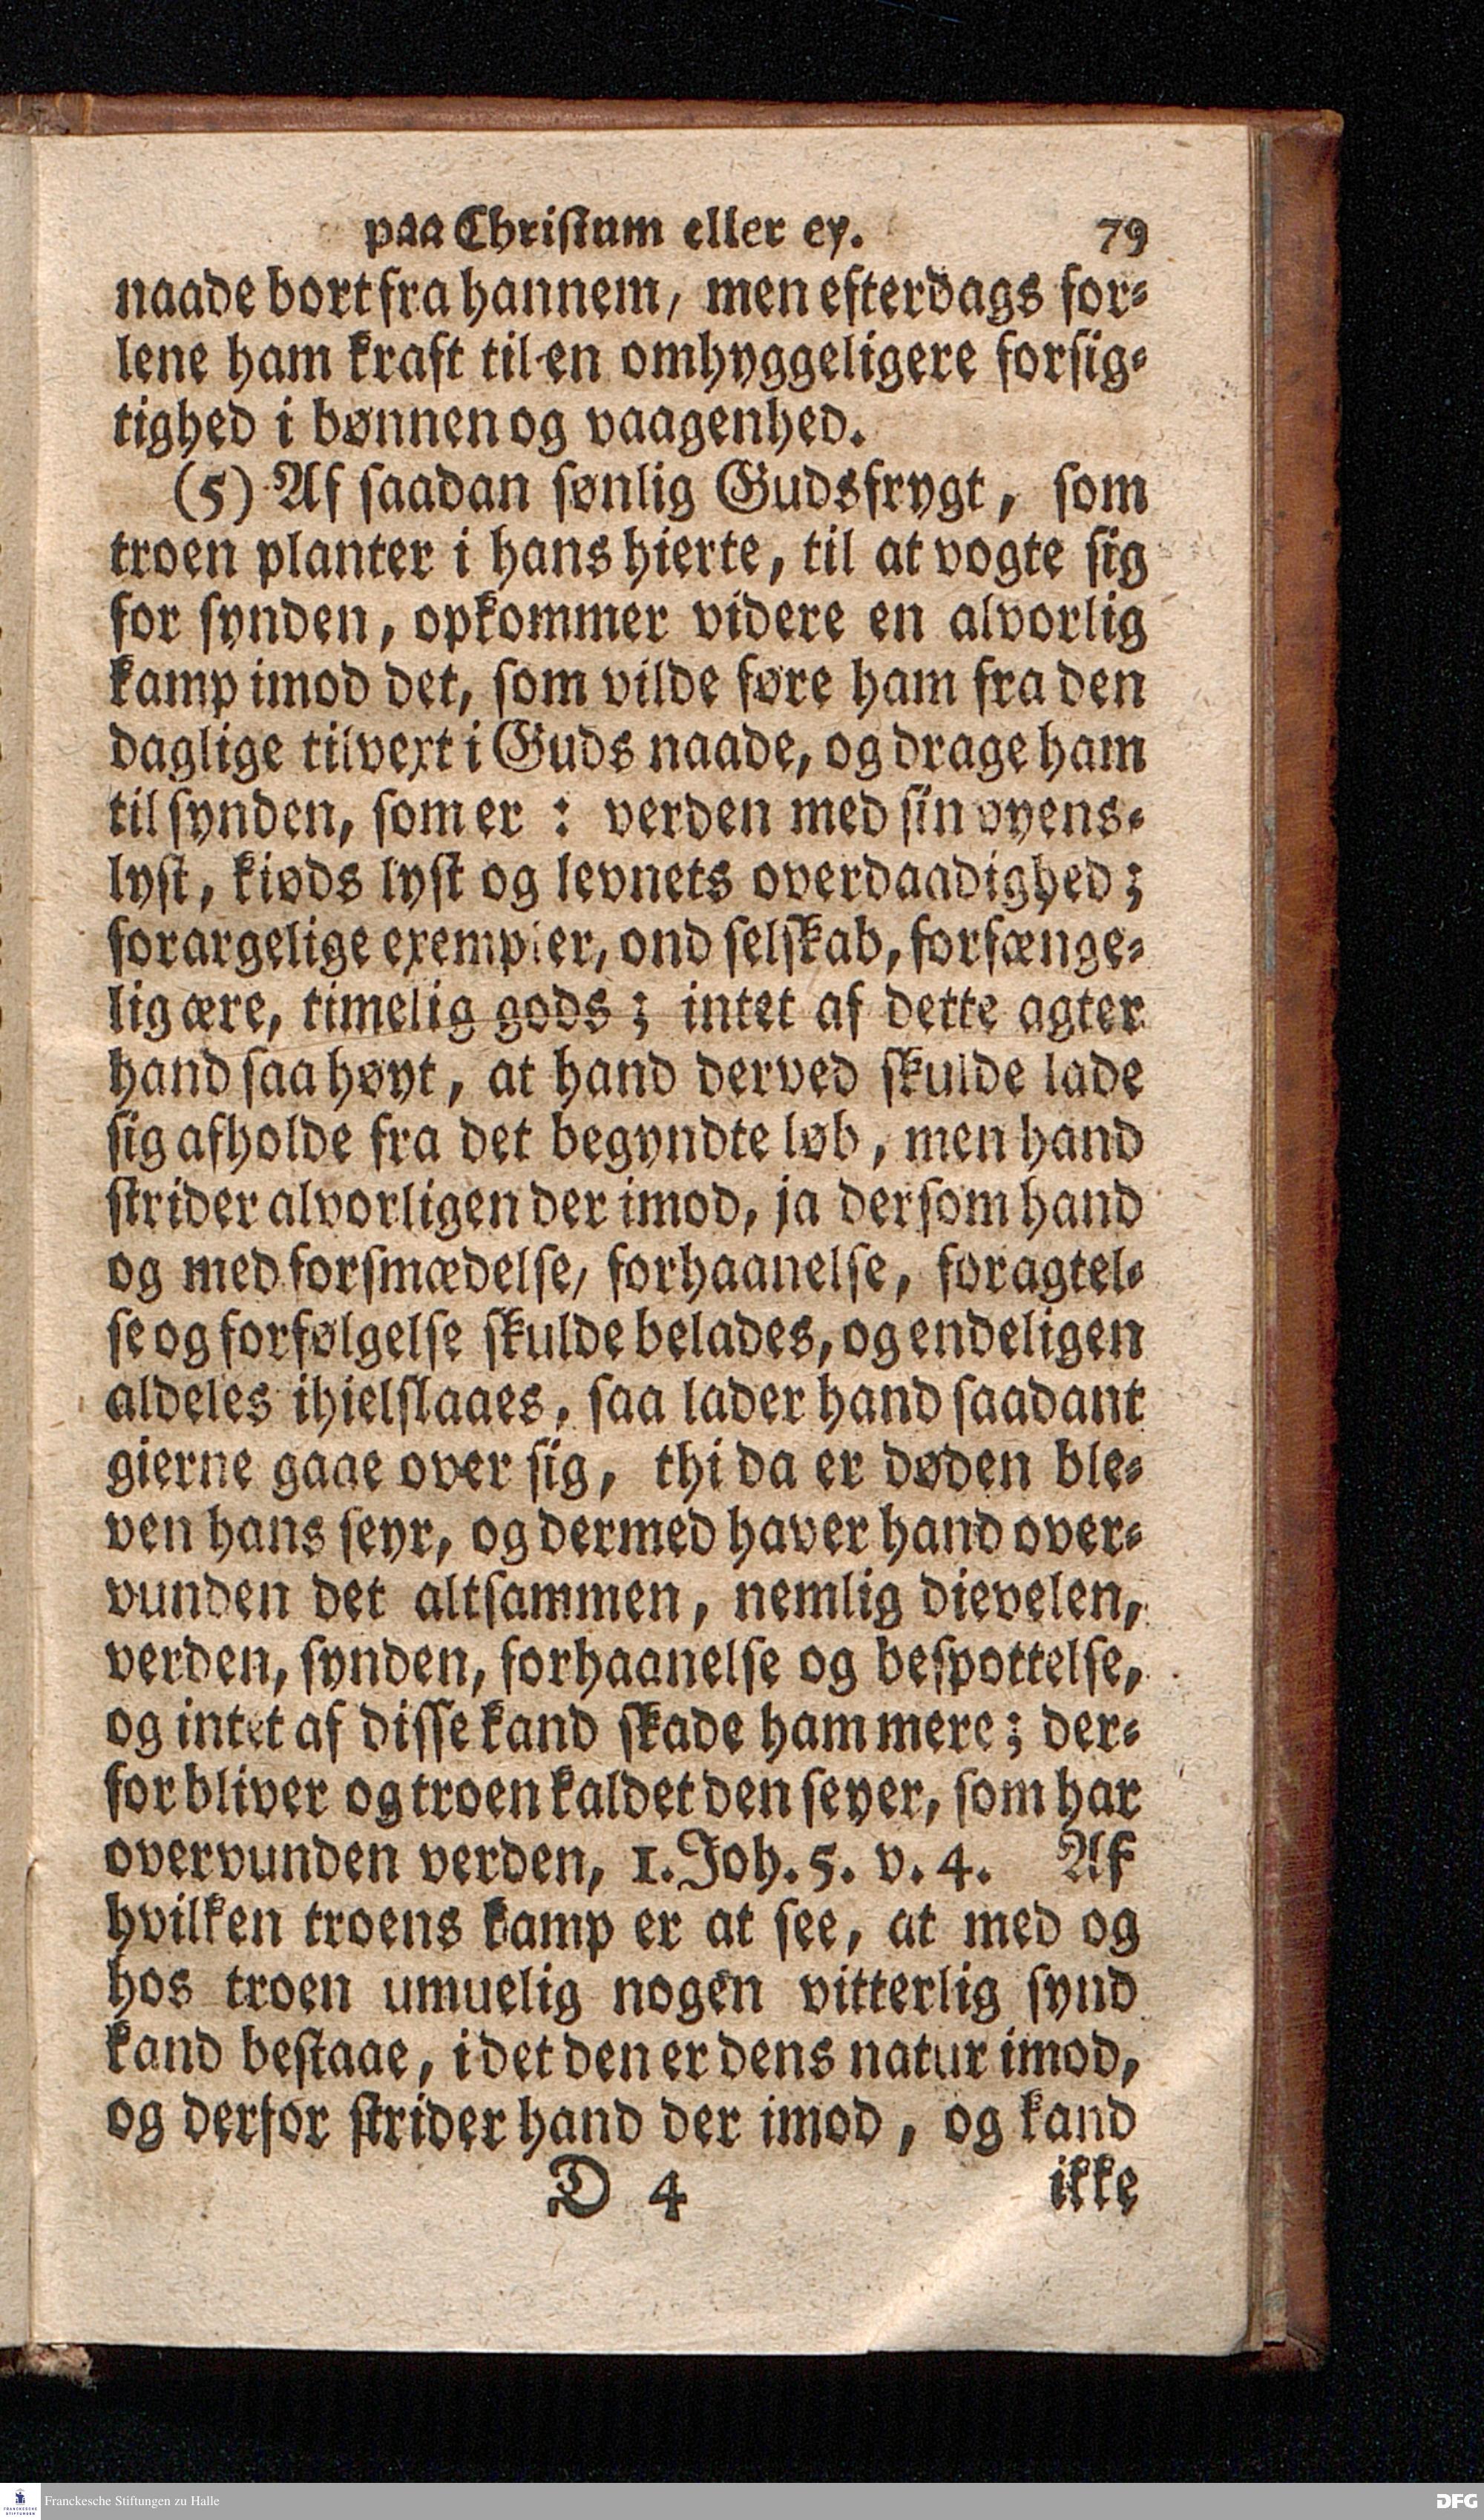 paa Christum eller ey. 79
naade bort fra hannem/ men efterdags for-
lene ham kraft til en omhyggeligere forsig-
tighed i bønnen og vaagenhed.
(5) Af saadan sønlig Gudsfrygt, som
troen planter i hans hierte, til at vogte sig
for synden, opkommer videre en alvorlig
kamp imod det, som vilde føre ham fra den
daglige tilvext i Guds naade, og drage ham
til synden, som er : verden med sin øyens-
lyst, kiøds lyst og levnets overdaadighed;
forargelige exempler, ond selskab, forfænge-
lig ære, timelig gods; intet af dette agter
hand saa høyt, at hand derved skulde lade
sig afholde fra det begyndte løb, men hand
strider alvorligen der imod, ja dersom hand
og med forsmædelse/ forhaanelse, foragtel-
se og forfølgelse skulde belades, og endeligen
aldeles ihielslaaes, saa lader hand saadant
gierne gaae over sig, thi da er døden ble-
ven hans seyr, og dermed haver hand over-
vunden det altsammen, nemlig dievelen,
verden, synden, forhaanelse og bespottelse,
og intet af disse kand skade ham mere; der-
for bliver og troen kaldet den seyer, som har
overvunden verden, 1. Joh. 5. v. 4. Af
hvilken troens kamp er at see, at med og
hos troen umuelig nogen vitterlig synd
kand bestaae, i det den er dens natur imod,
og derfor strider hand der imod, og kand
D 4 ikke
FRANCKESCHE STIFTUNGEN
Franckesche Stiftungen zu Halle
DFG